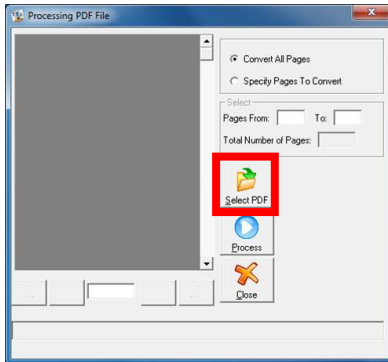 Processing PDF File
Convert All Pages
Specify Pages To Convert
Select
Pages From: To:
Total Number of Pages:
Select PDF
Process
Close